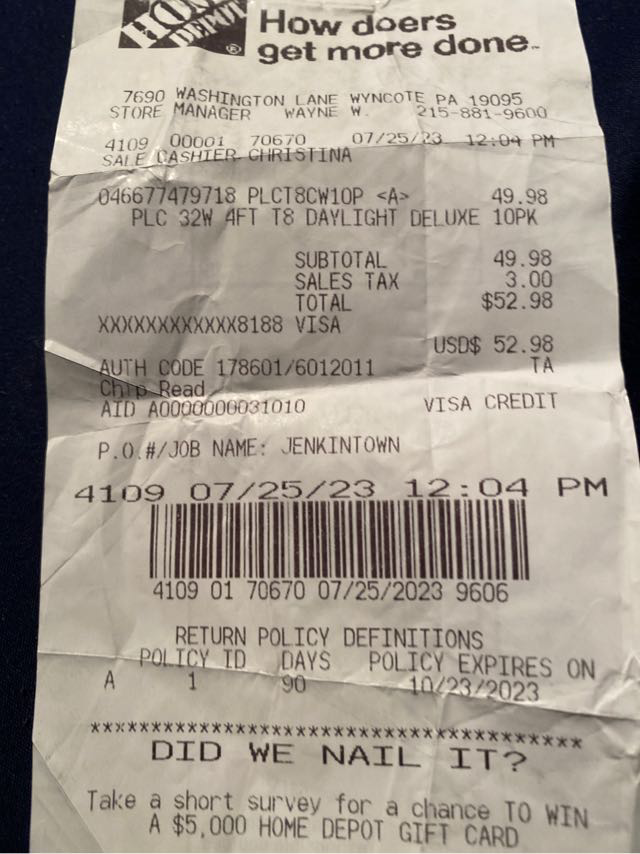 HOME
DEPOT
®
How doers
get more done™
7690 WASHINGTON LANE WYNCOTE PA 19095
STORE MANAGER WAYNE W. 215-881-9600
4109 00001 70670 07/25/23 12:04 PM
SALE CASHIER CHRISTINA
046677479718 PLCT8CW10P <A> 49.98
PLC 32W 4FT T8 DAYLIGHT DELUXE 10PK
SUBTOTAL 49.98
SALES TAX 3.00
TOTAL $52.98
XXXXXXXXXXXX8188 VISA
USD$ 52.98
AUTH CODE 178601/6012011 TA
Chip Read
AID A0000000031010 VISA CREDIT
P.O.#/JOB NAME: JENKINTOWN
4109 07/25/23 12:04 PM
4109 01 70670 07/25/2023 9606
RETURN POLICY DEFINITIONS
POLICY ID DAYS POLICY EXPIRES ON
A 1 90 10/23/2023
*****************************************
DID WE NAIL IT?
Take a short survey for a chance TO WIN
A $5,000 HOME DEPOT GIFT CARD